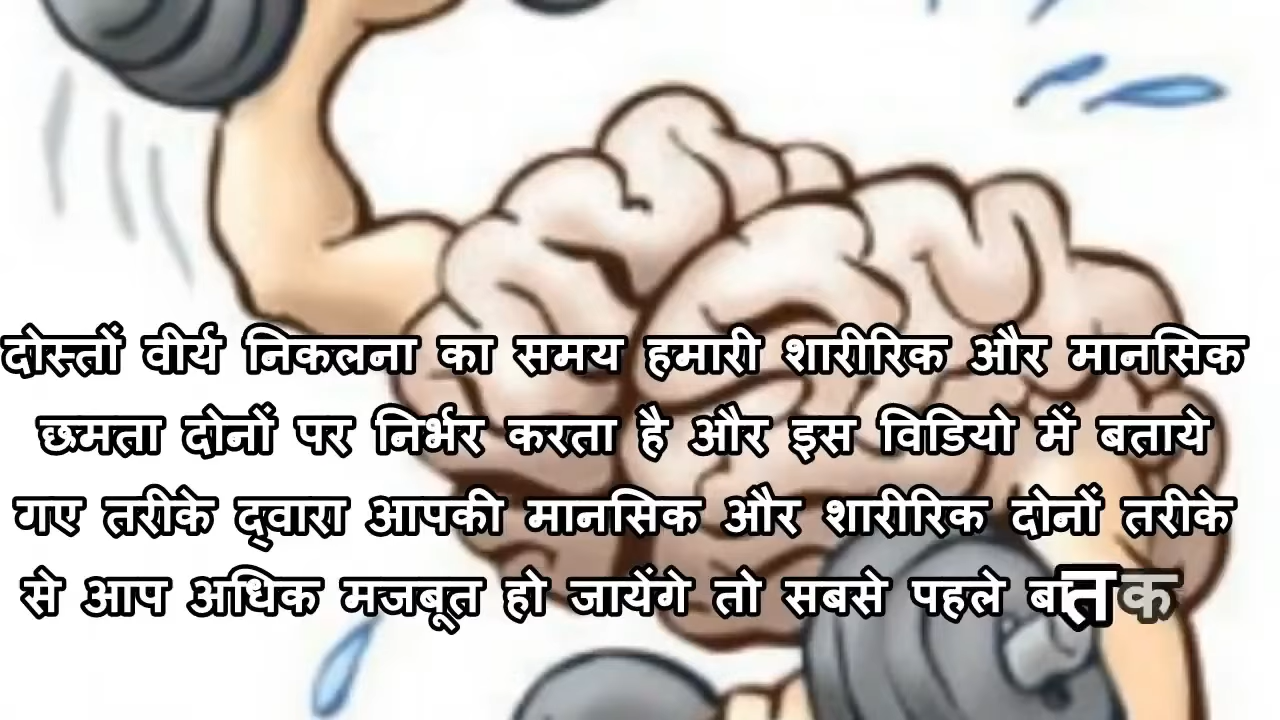 दोस्तों वीर्य निकलना का समय हमारी शारीरिक और मानसिक
छमता दोनों पर निर्भर करता है और इस विडियो में बताये
गए तरीके द्वारा आपकी मानसिक और शारीरिक दोनों तरीके
से आप अधिक मजबूत हो जायेंगे तो सबसे पहले बात क